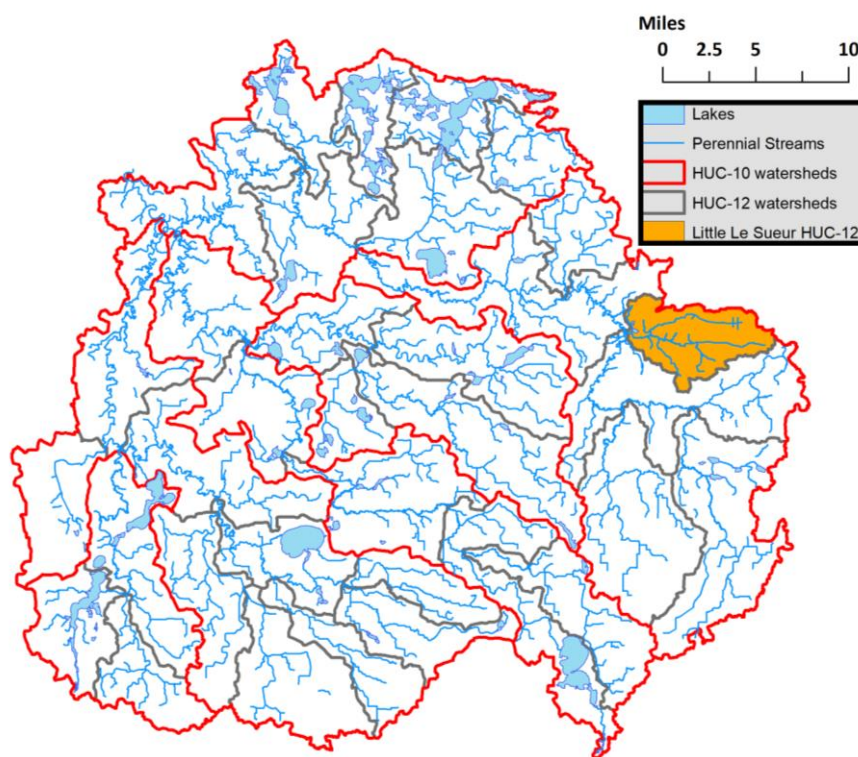 Miles
0 2.5 5 10
Lakes
Perennial Streams
HUC-10 watersheds
HUC-12 watersheds
Little Le Sueur HUC-12